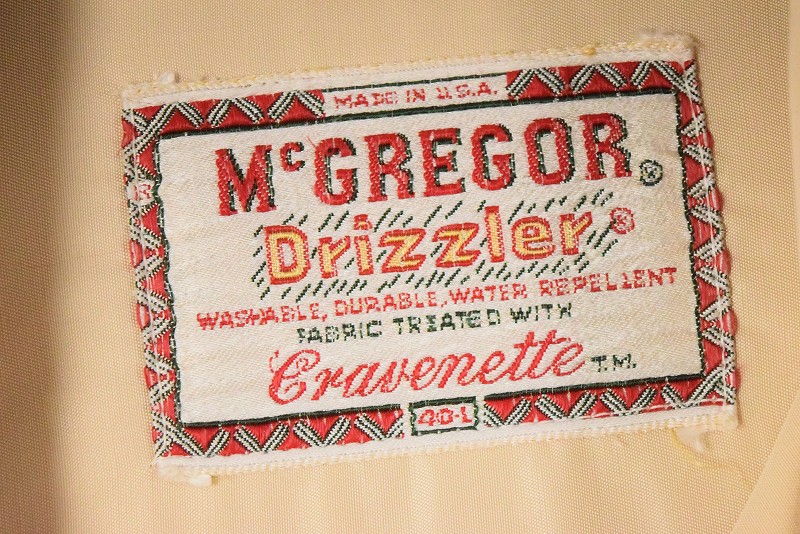 MADE IN U.S.A.
McGREGOR®
Drizzler®
WASHABLE, DURABLE, WATER REPELLENT
FABRIC TREATED WITH
Cravenette T.M.
40-L